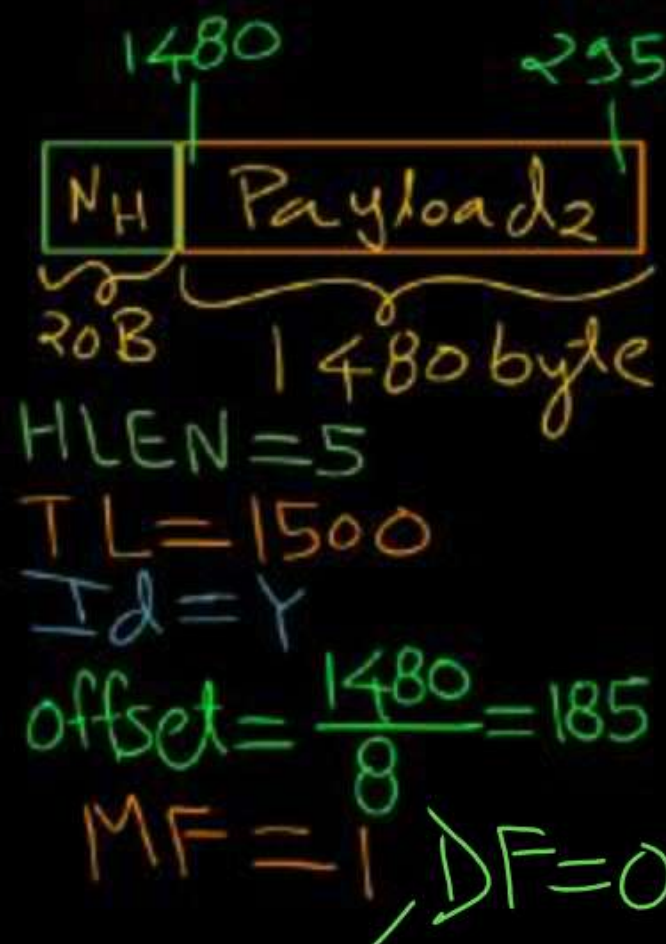 1480 295
NH Payload2
20B 1480 byte
HLEN=5
TL=1500
Id=Y
offset=1480/8=185
MF=1, DF=0